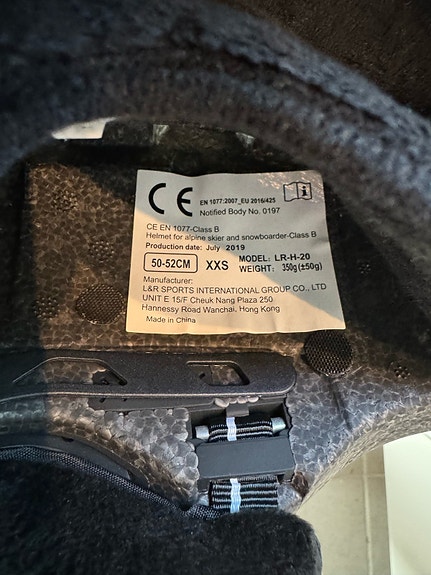 CE EN 1077:2007_EU 2016/425
Notified Body No. 0197
CE EN 1077-Class B
Helmet for alpine skier and snowboarder-Class B
Production date: July 2019
50-52CM XXS MODEL: LR-H-20
WEIGHT: 350g(±50g)
Manufacturer:
L&R SPORTS INTERNATIONAL GROUP CO., LTD
UNIT E 15/F Cheuk Nang Plaza 250
Hannessy Road Wanchai, Hong Kong
Made in China